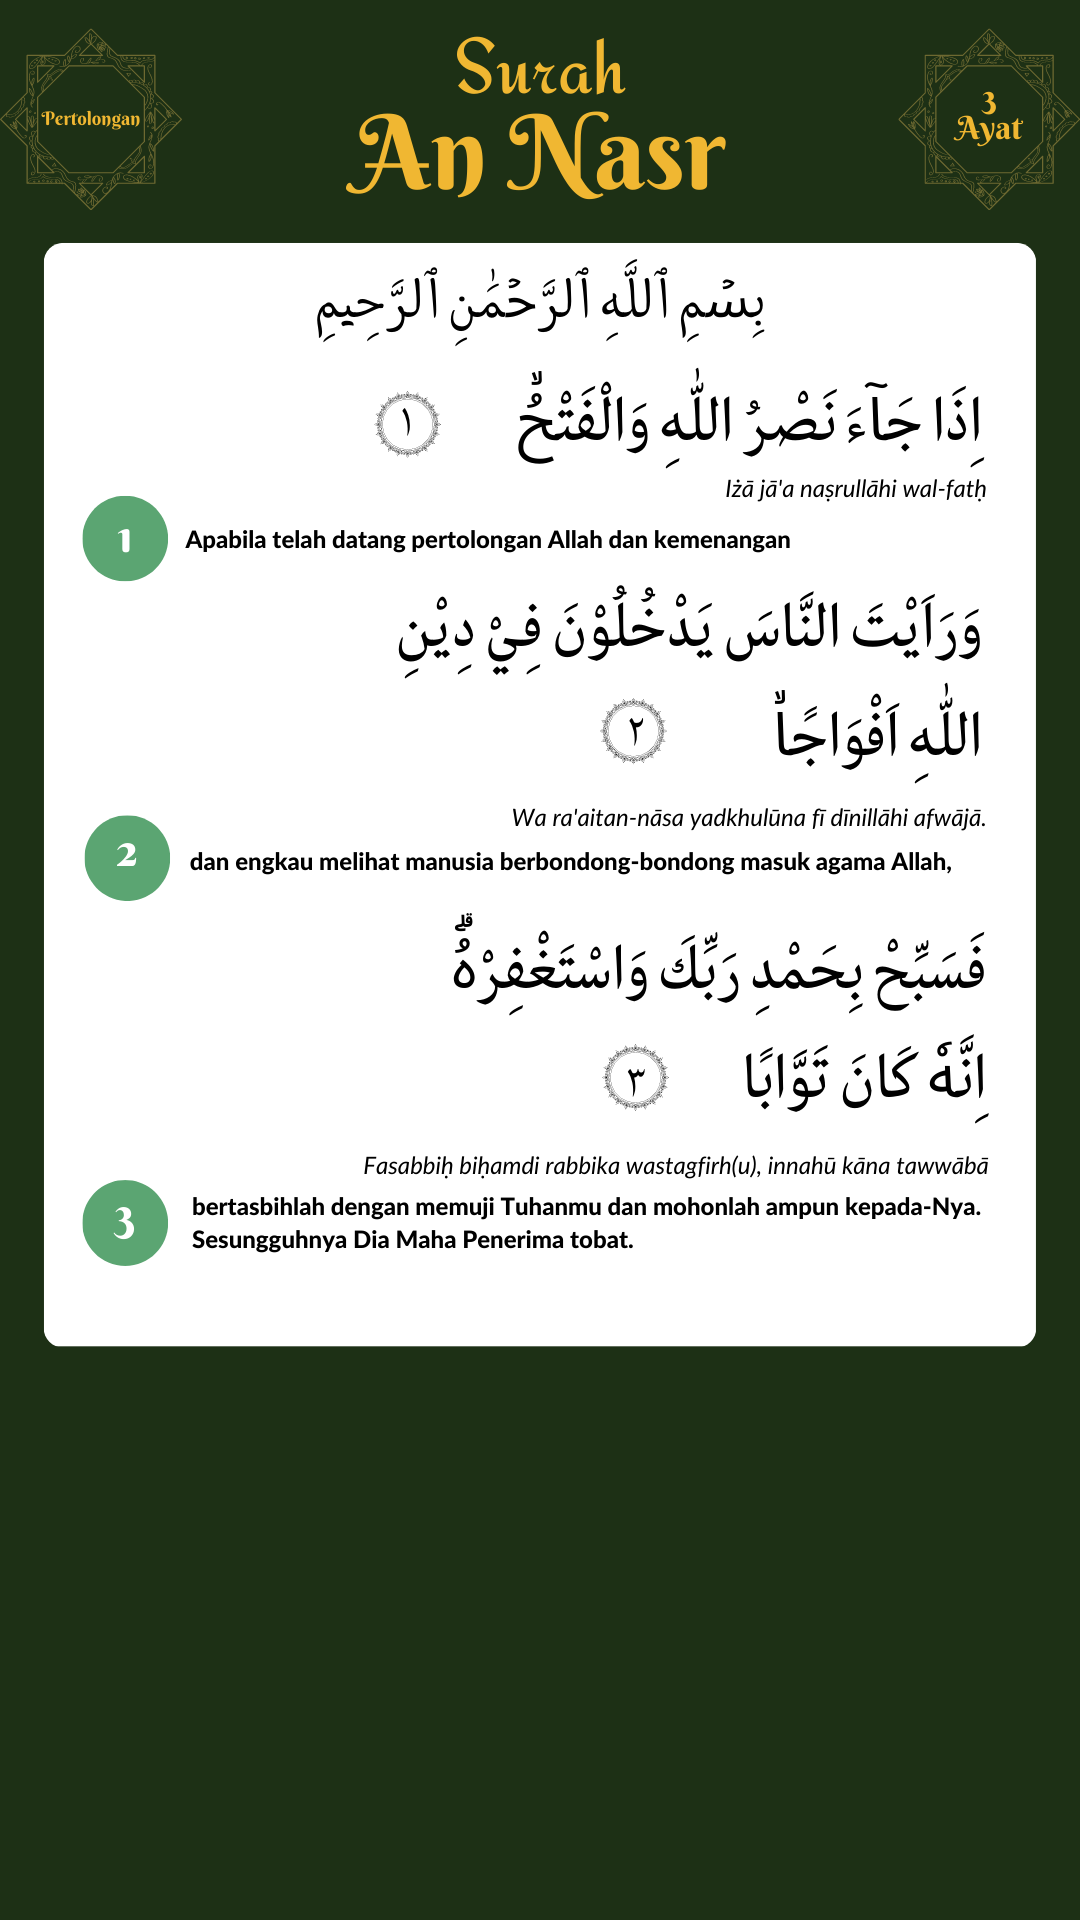 Pertolongan
Surah
An Nasr
3
Ayat
بِسْمِ ٱللَّهِ ٱلرَّحْمَٰنِ ٱلرَّحِيمِ
اِذَا جَاۤءَ نَصْرُ اللّٰهِ وَالْفَتْحُۙ ١
Iżā jā'a naṣrullāhi wal-fatḥ
1
Apabila telah datang pertolongan Allah dan kemenangan
وَرَاَيْتَ النَّاسَ يَدْخُلُوْنَ فِيْ دِيْنِ
اللّٰهِ اَفْوَاجًاۙ ٢
Wa ra'aitan-nāsa yadkhulūna fī dīnillāhi afwājā.
2
dan engkau melihat manusia berbondong-bondong masuk agama Allah,
فَسَبِّحْ بِحَمْدِ رَبِّكَ وَاسْتَغْفِرْهُۗ
اِنَّهٗ كَانَ تَوَّابًا ٣
Fasabbiḥ biḥamdi rabbika wastagfirh(u), innahū kāna tawwābā
3
bertasbihlah dengan memuji Tuhanmu dan mohonlah ampun kepada-Nya.
Sesungguhnya Dia Maha Penerima tobat.